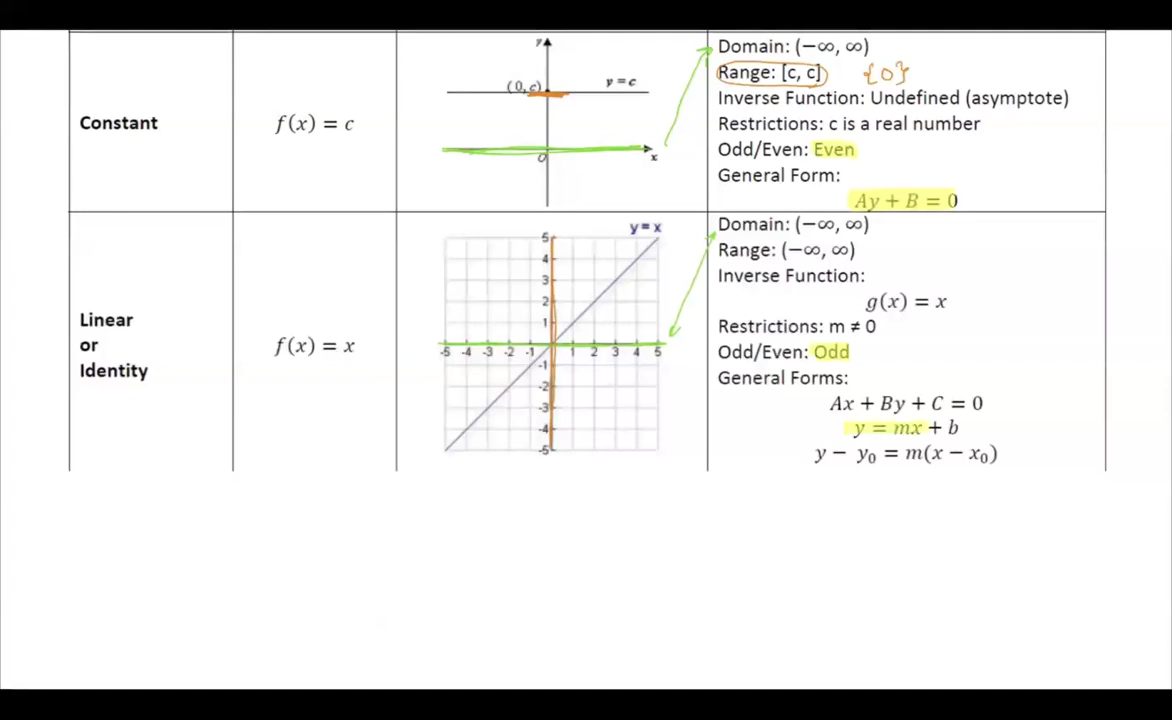 Constant
f(x) = c
y
(0, c)
y = c
0
x
Domain: (−∞, ∞)
Range: [c, c] {0}
Inverse Function: Undefined (asymptote)
Restrictions: c is a real number
Odd/Even: Even
General Form:
Ay + B = 0
Linear
or
Identity
f(x) = x
y = x
5
4
3
2
1
-5 -4 -3 -2 -1 1 2 3 4 5
-1
-2
-3
-4
-5
Domain: (−∞, ∞)
Range: (−∞, ∞)
Inverse Function:
g(x) = x
Restrictions: m ≠ 0
Odd/Even: Odd
General Forms:
Ax + By + C = 0
y = mx + b
y − y₀ = m(x − x₀)